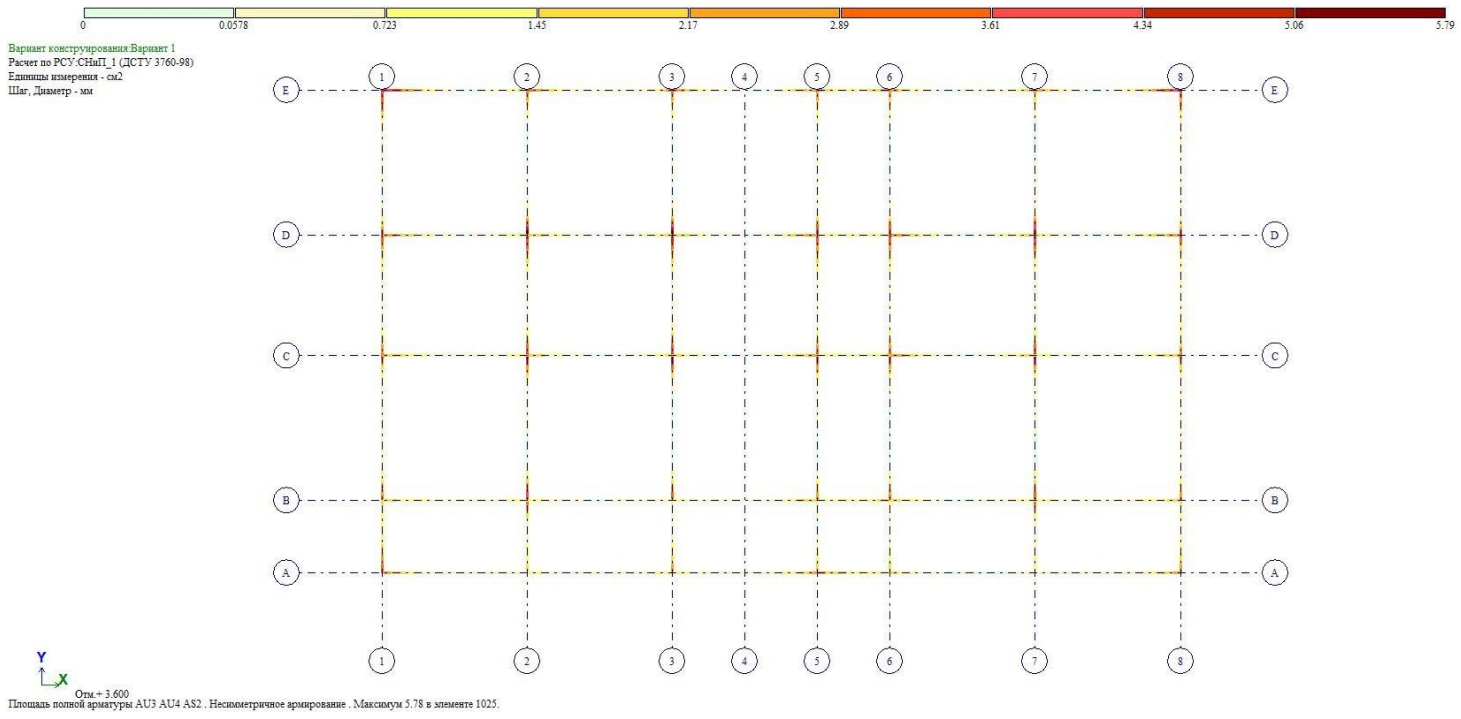 0 0.0578 0.723 1.45 2.17 2.89 3.61 4.34 5.06 5.79
Вариант конструирования:Вариант 1
Расчет по РСУ:СНиП_1 (ДСТУ 3760-98)
Единицы измерения - см2
Шаг, Диаметр - мм
1 2 3 4 5 6 7 8
E E
D D
C C
B B
A A
1 2 3 4 5 6 7 8
Y
X
Отм.+ 3.600
Площадь полной арматуры AU3 AU4 AS2 . Несимметричное армирование . Максимум 5.78 в элементе 1025.